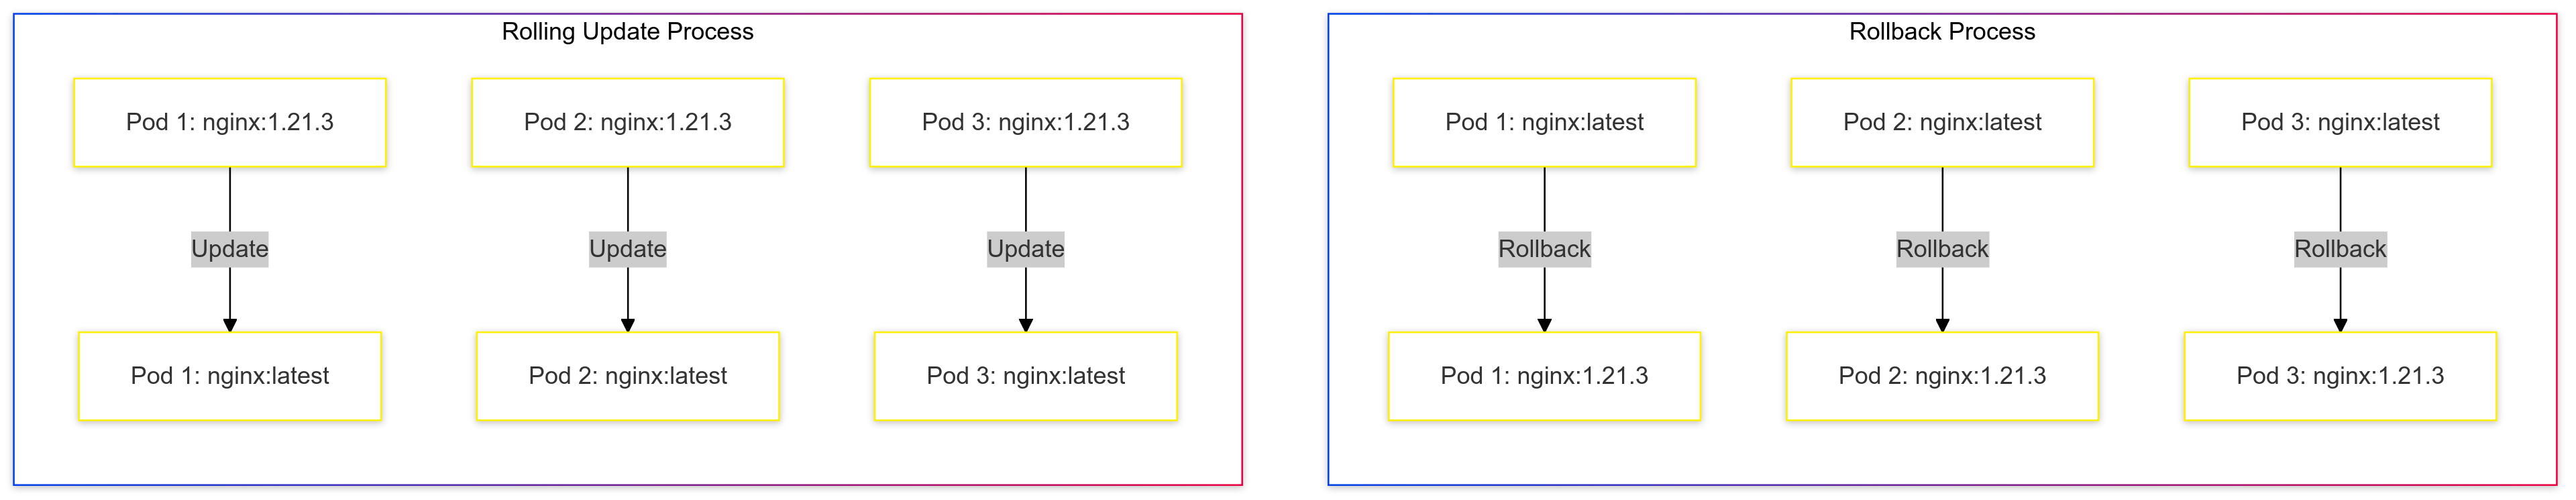 Rolling Update Process
Pod 1: nginx:1.21.3
Pod 2: nginx:1.21.3
Pod 3: nginx:1.21.3
Update
Update
Update
Pod 1: nginx:latest
Pod 2: nginx:latest
Pod 3: nginx:latest
Rollback Process
Pod 1: nginx:latest
Pod 2: nginx:latest
Pod 3: nginx:latest
Rollback
Rollback
Rollback
Pod 1: nginx:1.21.3
Pod 2: nginx:1.21.3
Pod 3: nginx:1.21.3